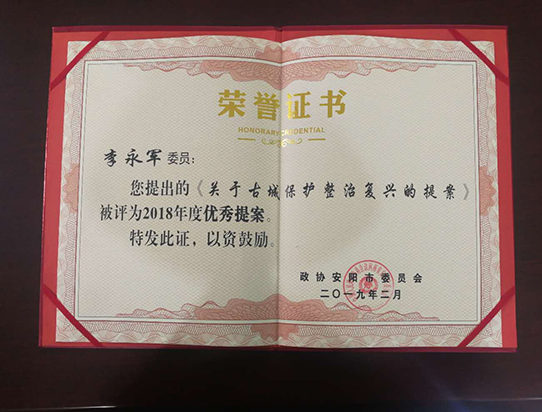 荣誉证书
HONORARY CREDENTIAL
李永军 委员：
您提出的《关于古城保护整治复兴的提案》
被评为2018年度优秀提案。
特发此证，以资鼓励。
政协安阳市委员会
二〇一九年二月